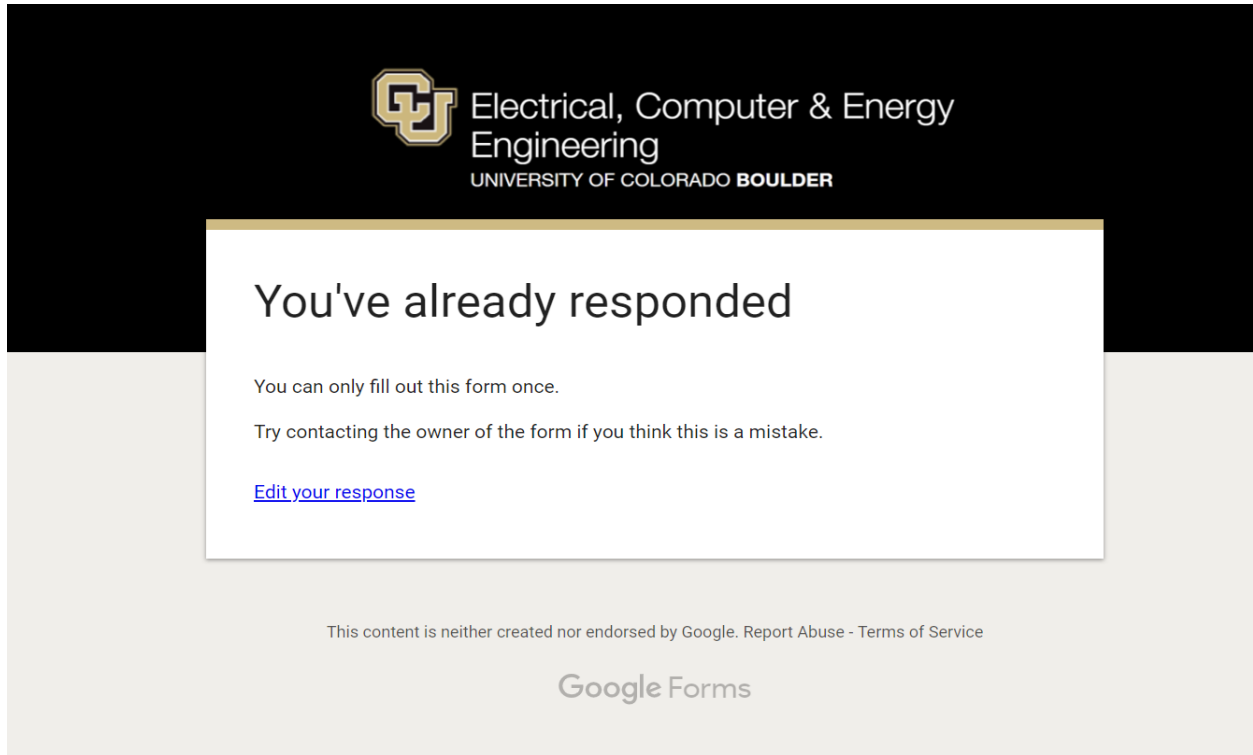 CU
Electrical, Computer & Energy
Engineering
UNIVERSITY OF COLORADO BOULDER
You've already responded
You can only fill out this form once.
Try contacting the owner of the form if you think this is a mistake.
Edit your response
This content is neither created nor endorsed by Google. Report Abuse - Terms of Service
Google Forms